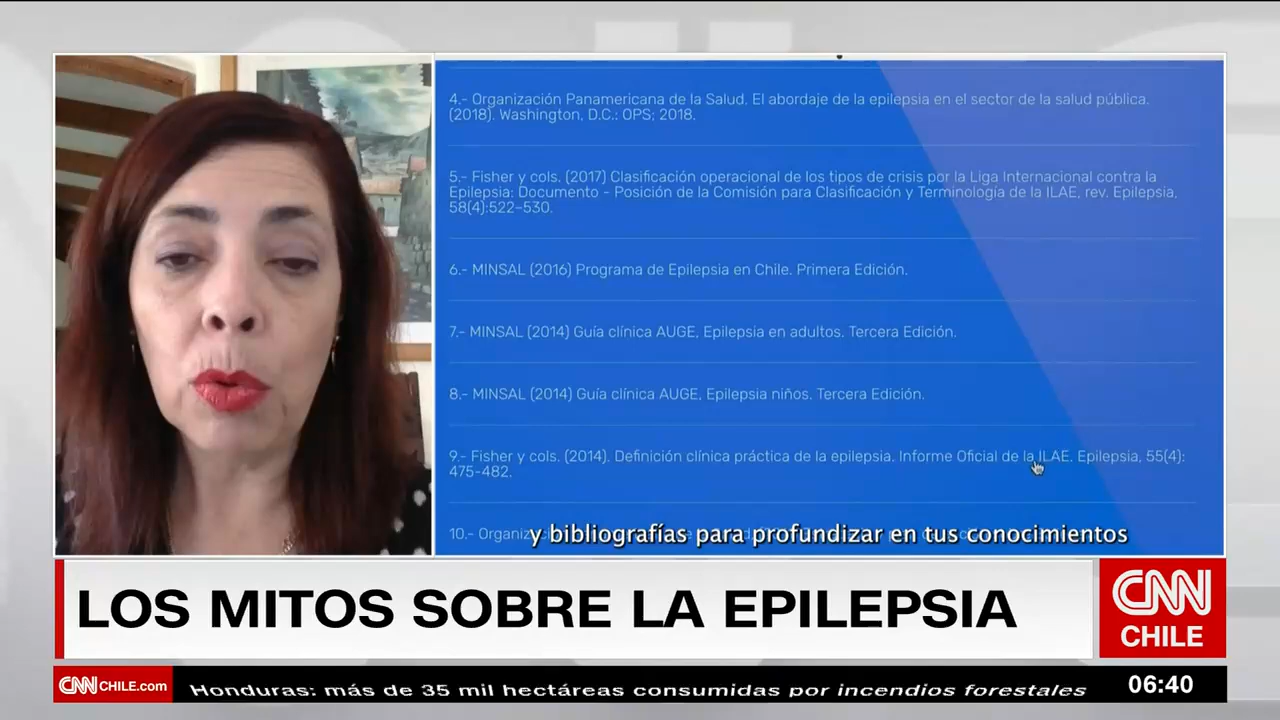 4.- Organización Panamericana de la Salud. El abordaje de la epilepsia en el sector de la salud pública.
(2018). Washington, D.C.: OPS; 2018.
5.- Fisher y cols. (2017) Clasificación operacional de los tipos de crisis por la Liga Internacional contra la
Epilepsia: Documento - Posición de la Comisión para Clasificación y Terminología de la ILAE, rev. Epilepsia,
58(4):522–530.
6.- MINSAL (2016) Programa de Epilepsia en Chile. Primera Edición.
7.- MINSAL (2014) Guía clínica AUGE, Epilepsia en adultos. Tercera Edición.
8.- MINSAL (2014) Guía clínica AUGE, Epilepsia niños. Tercera Edición.
9.- Fisher y cols. (2014). Definición clínica práctica de la epilepsia. Informe Oficial de la ILAE. Epilepsia, 55(4):
475-482.
10.-
y bibliografías para profundizar en tus conocimientos
LOS MITOS SOBRE LA EPILEPSIA
CNN
CHILE
CNNCHILE.com
Honduras: más de 35 mil hectáreas consumidas por incendios forestales
06:40